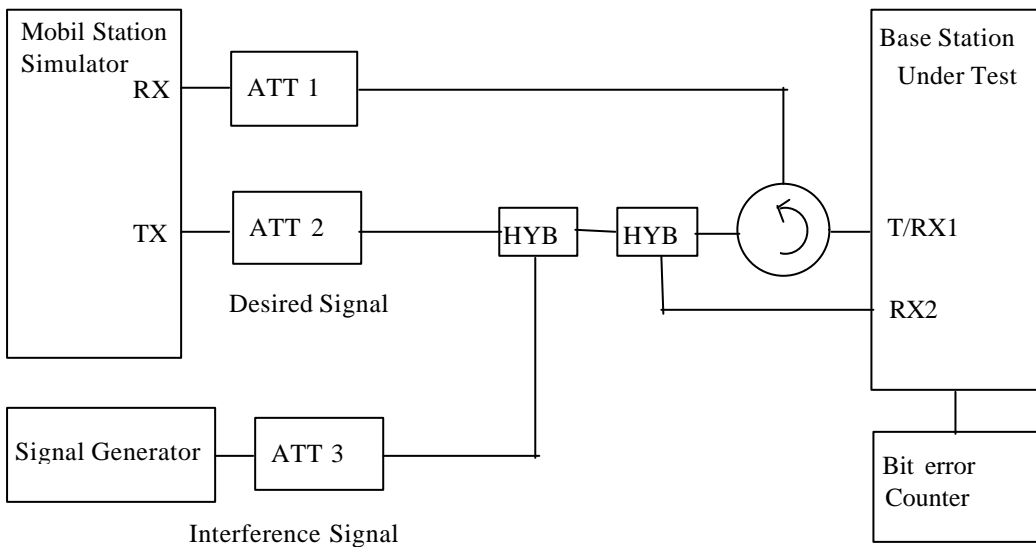 Mobil Station
Simulator
RX
ATT 1
Base Station
Under Test
TX
ATT 2
HYB
HYB
T/RX1
Desired Signal
RX2
Signal Generator
ATT 3
Bit error
Counter
Interference Signal